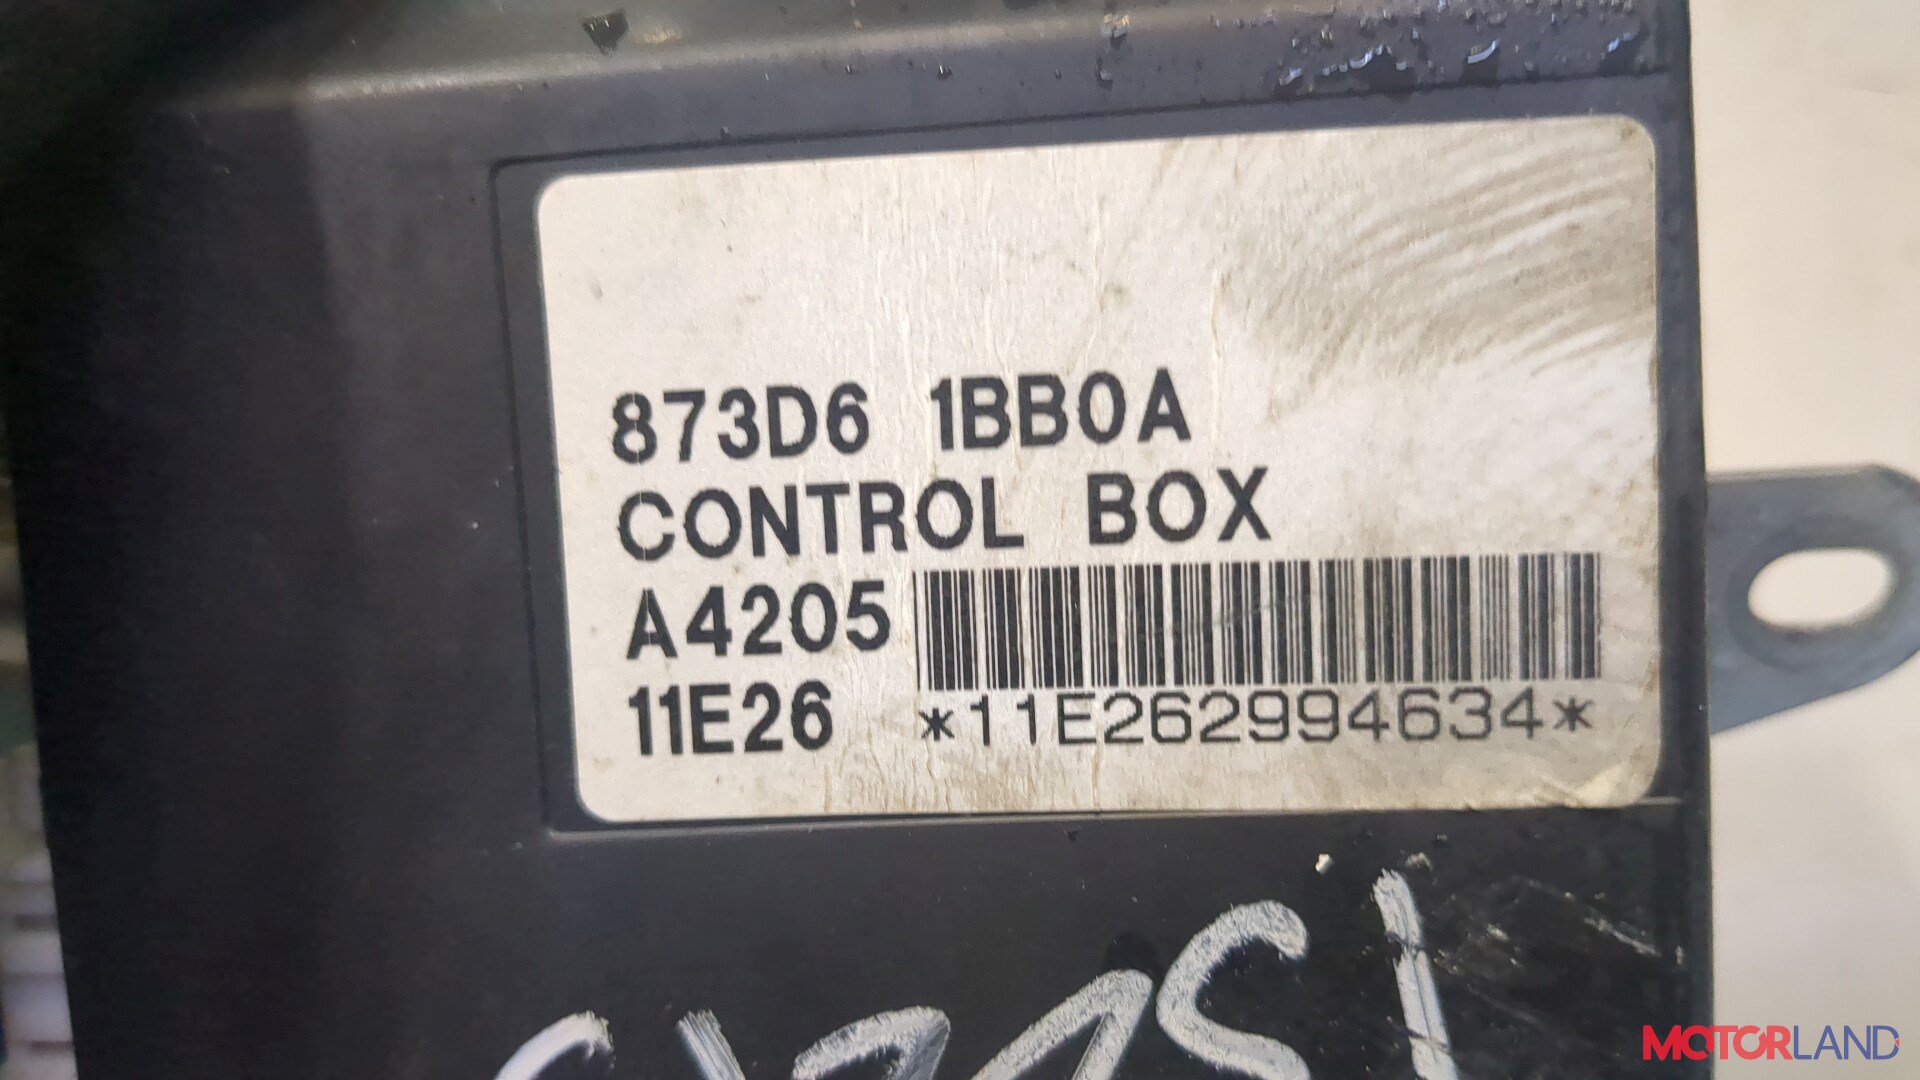 873D6 1BB0A
CONTROL BOX
A4205
11E26 *11E262994634*
MOTORLAND